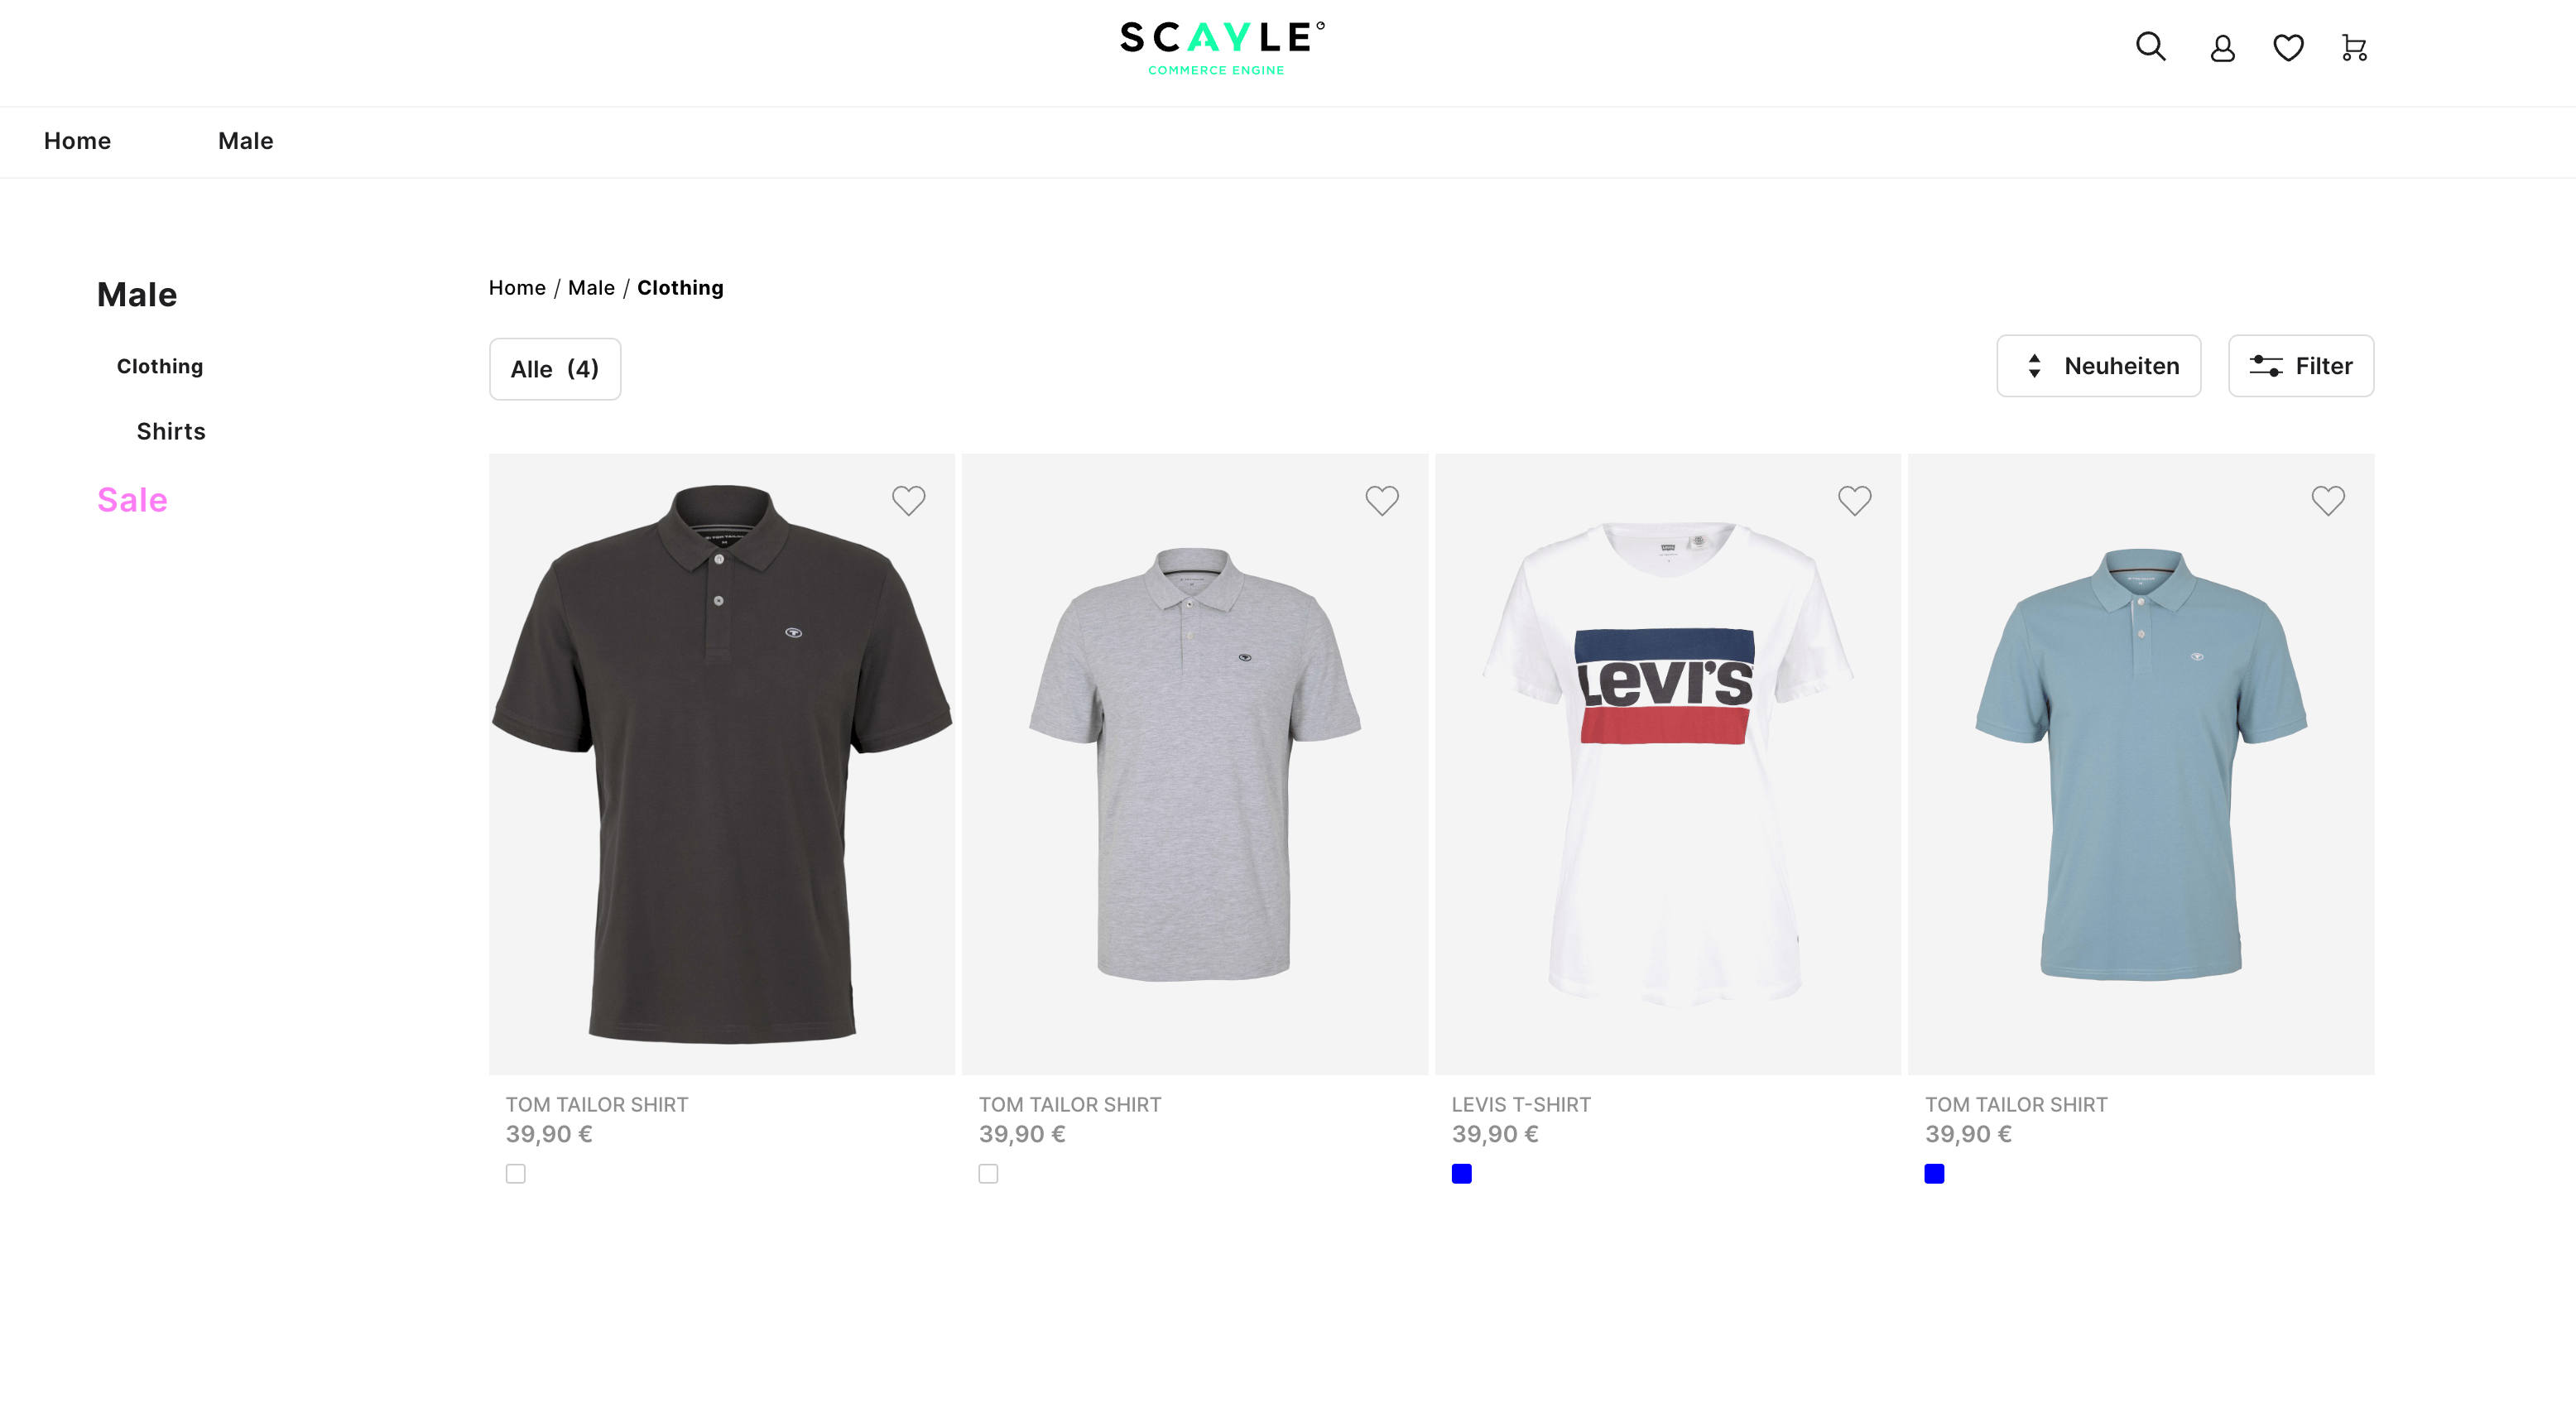 SCAYLE
COMMERCE ENGINE
Home
Male
Male
Clothing
Shirts
Sale
Home / Male / Clothing
Alle (4)
Neuheiten
Filter
LEVI'S
TOM TAILOR SHIRT
39,90 €
TOM TAILOR SHIRT
39,90 €
LEVIS T-SHIRT
39,90 €
TOM TAILOR SHIRT
39,90 €